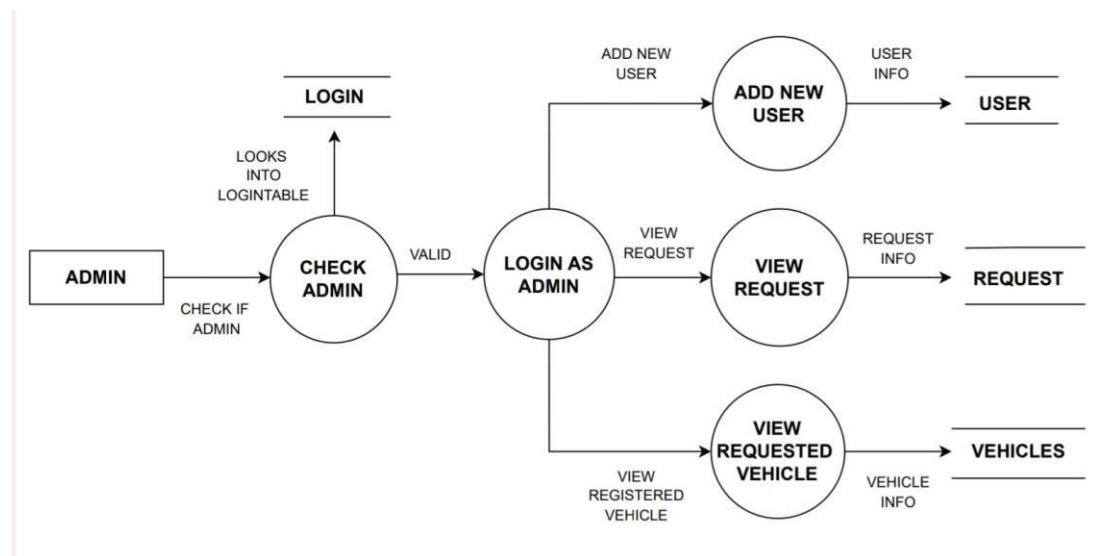 ADD NEW
USER
USER
INFO
ADD NEW
USER
USER
LOGIN
LOOKS
INTO
LOGINTABLE
ADMIN
CHECK IF
ADMIN
CHECK
ADMIN
VALID
LOGIN AS
ADMIN
VIEW
REQUEST
VIEW
REQUEST
REQUEST
INFO
REQUEST
VIEW
REGISTERED
VEHICLE
VIEW
REQUESTED
VEHICLE
VEHICLE
INFO
VEHICLES